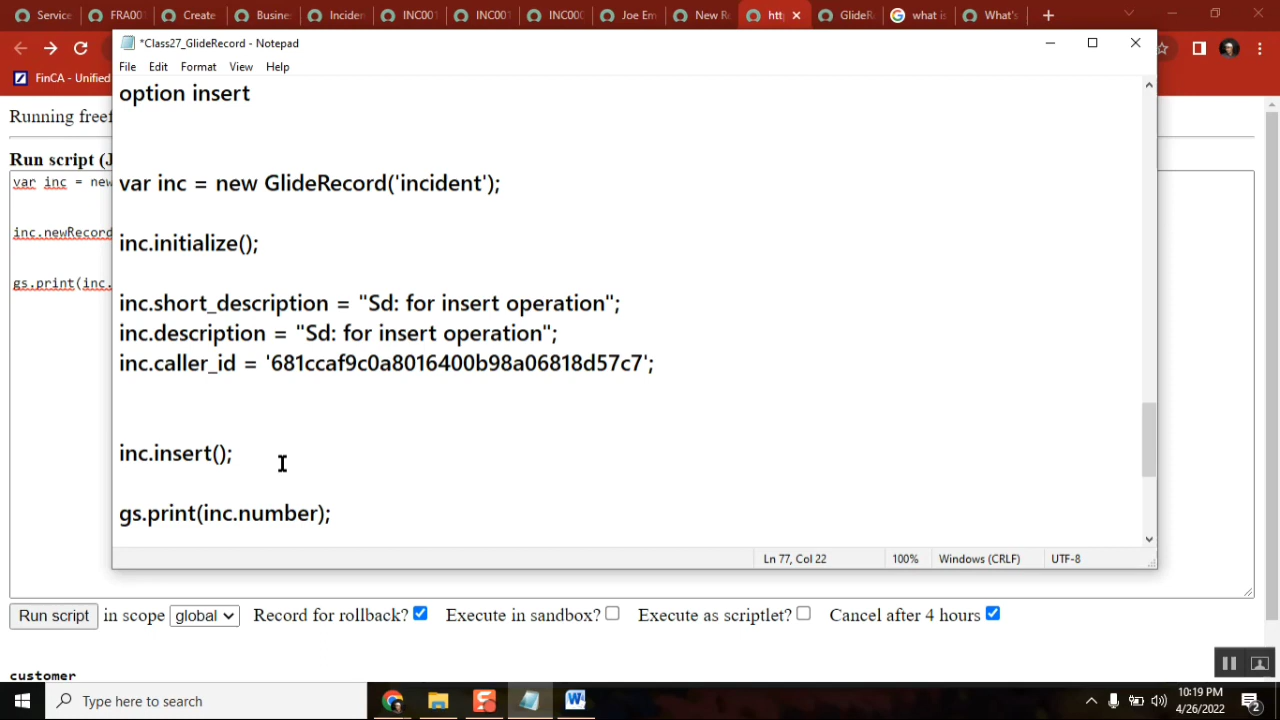 Service
FRA00
Create
Busine
Inciden
INC001
INC001
INC000
Joe Em
New R
htt
GlideR
what is
What's
*Class27_GlideRecord - Notepad
File Edit Format View Help
FinCA - Unified
option insert
Running freef
Run script (J
var inc = new
var inc = new GlideRecord('incident');
inc.newRecord
inc.initialize();
gs.print(inc.
inc.short_description = "Sd: for insert operation";
inc.description = "Sd: for insert operation";
inc.caller_id = '681ccaf9c0a8016400b98a06818d57c7';
inc.insert();
gs.print(inc.number);
Ln 77, Col 22 100% Windows (CRLF) UTF-8
Run script in scope global Record for rollback? Execute in sandbox? Execute as scriptlet? Cancel after 4 hours
customer
Type here to search
10:19 PM
4/26/2022
2